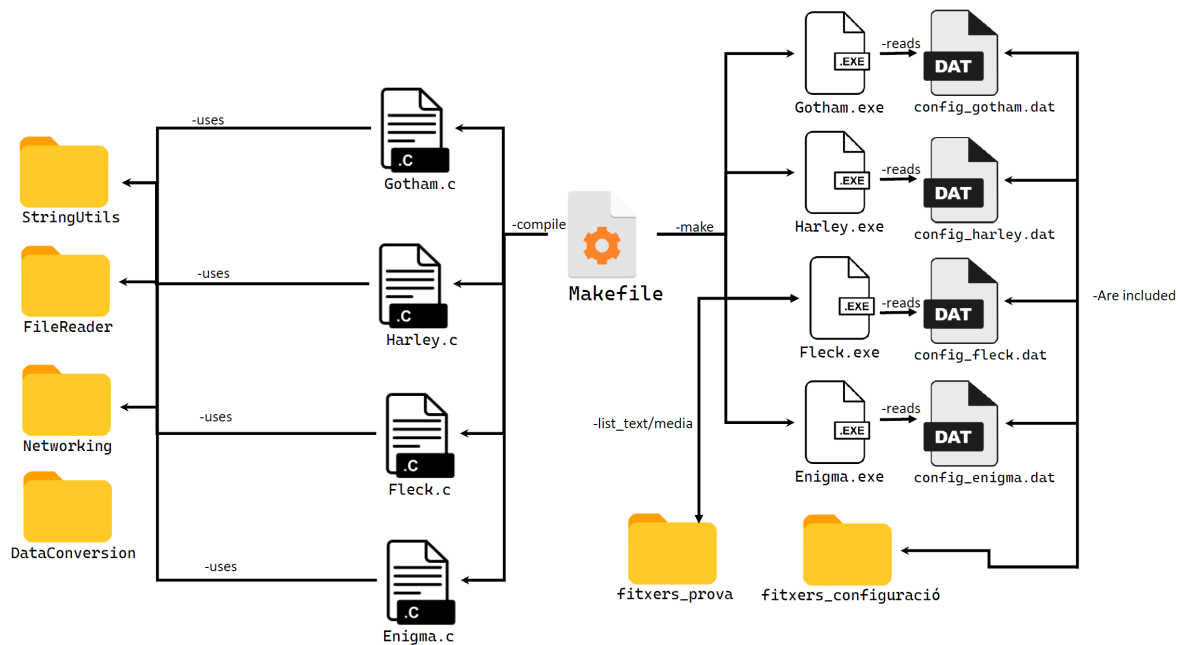 -uses
StringUtils
-uses
FileReader
-uses
Networking
DataConversion
-uses
.C
Gotham.c
.C
Harley.c
.C
Fleck.c
.C
Enigma.c
-compile
Makefile
-make
.EXE
Gotham.exe
-reads
DAT
config_gotham.dat
.EXE
Harley.exe
-reads
DAT
config_harley.dat
.EXE
Fleck.exe
-reads
DAT
config_fleck.dat
.EXE
Enigma.exe
-reads
DAT
config_enigma.dat
-Are included
-list_text/media
fitxers_prova
fitxers_configuració